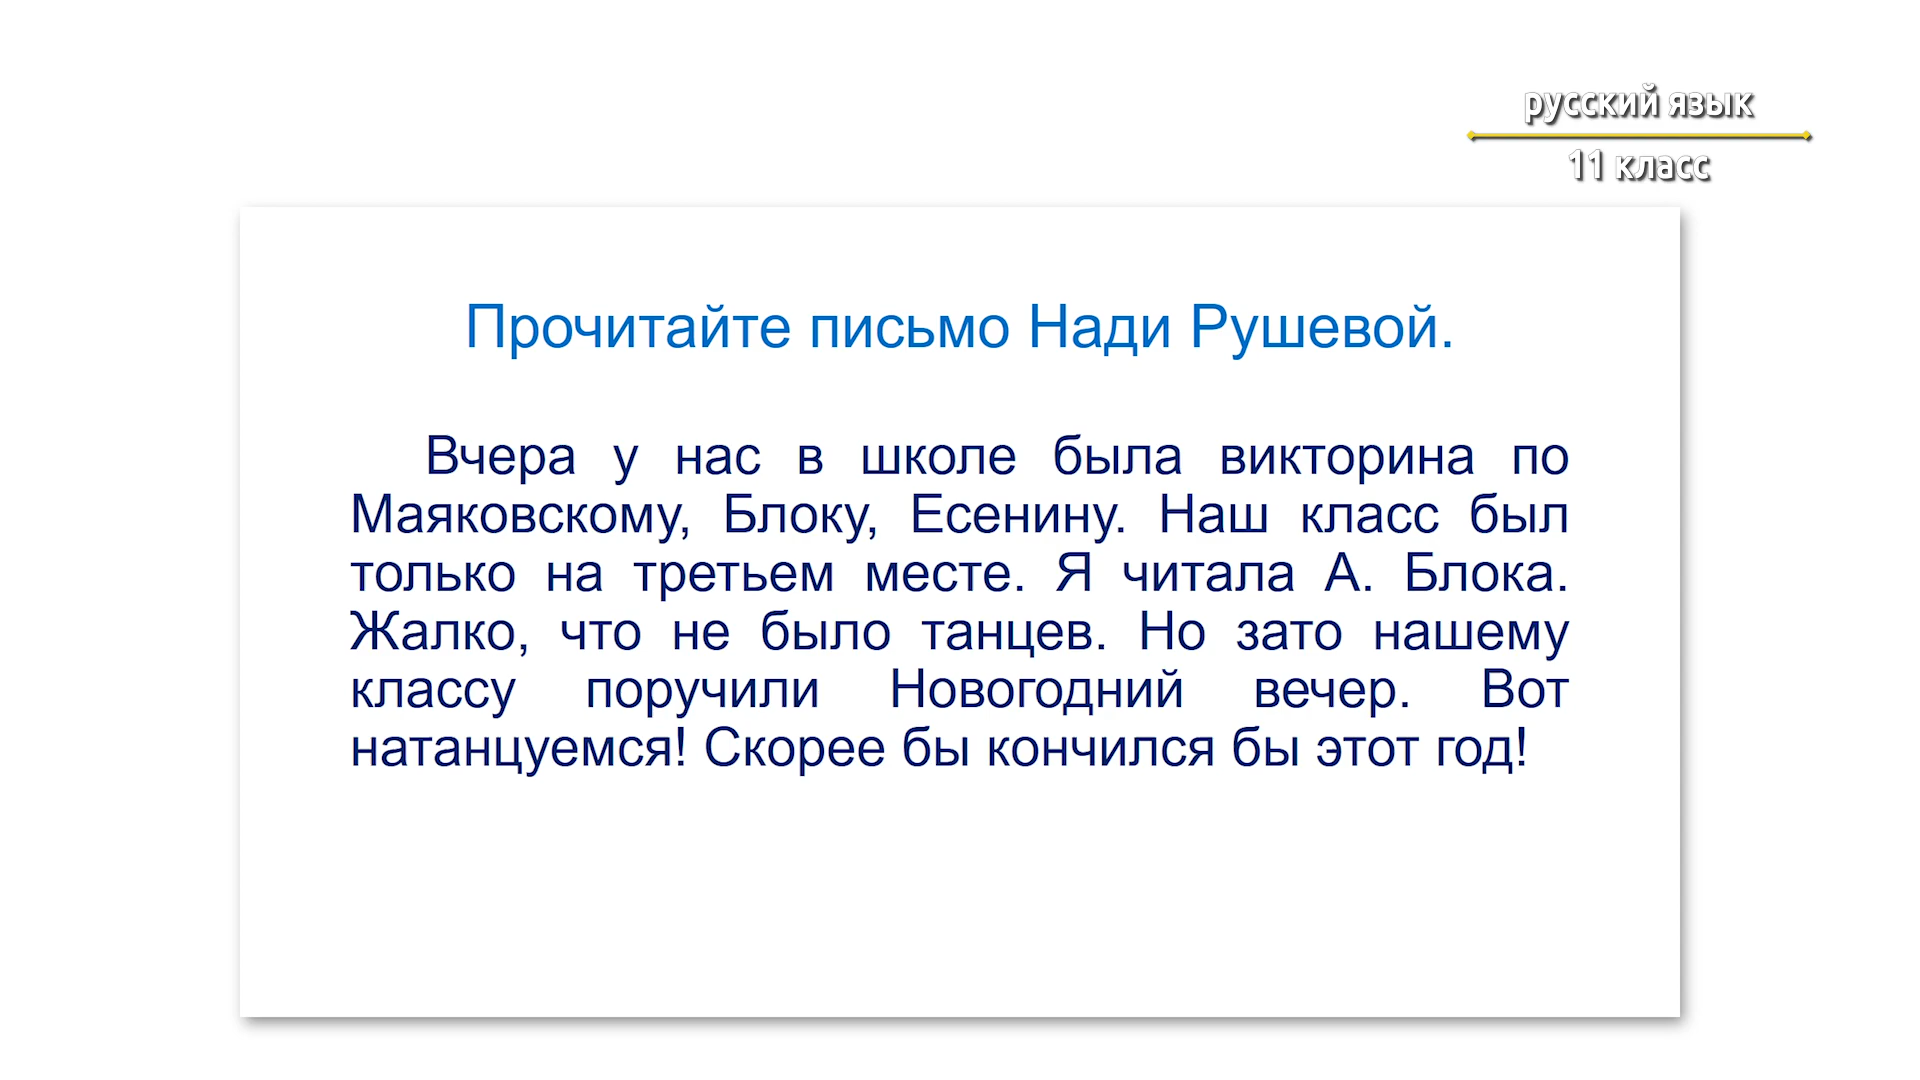 русский язык
11 класс
Прочитайте письмо Нади Рушевой.
Вчера у нас в школе была викторина по
Маяковскому, Блоку, Есенину. Наш класс был
только на третьем месте. Я читала А. Блока.
Жалко, что не было танцев. Но зато нашему
классу поручили Новогодний вечер. Вот
натанцуемся! Скорее бы кончился бы этот год!